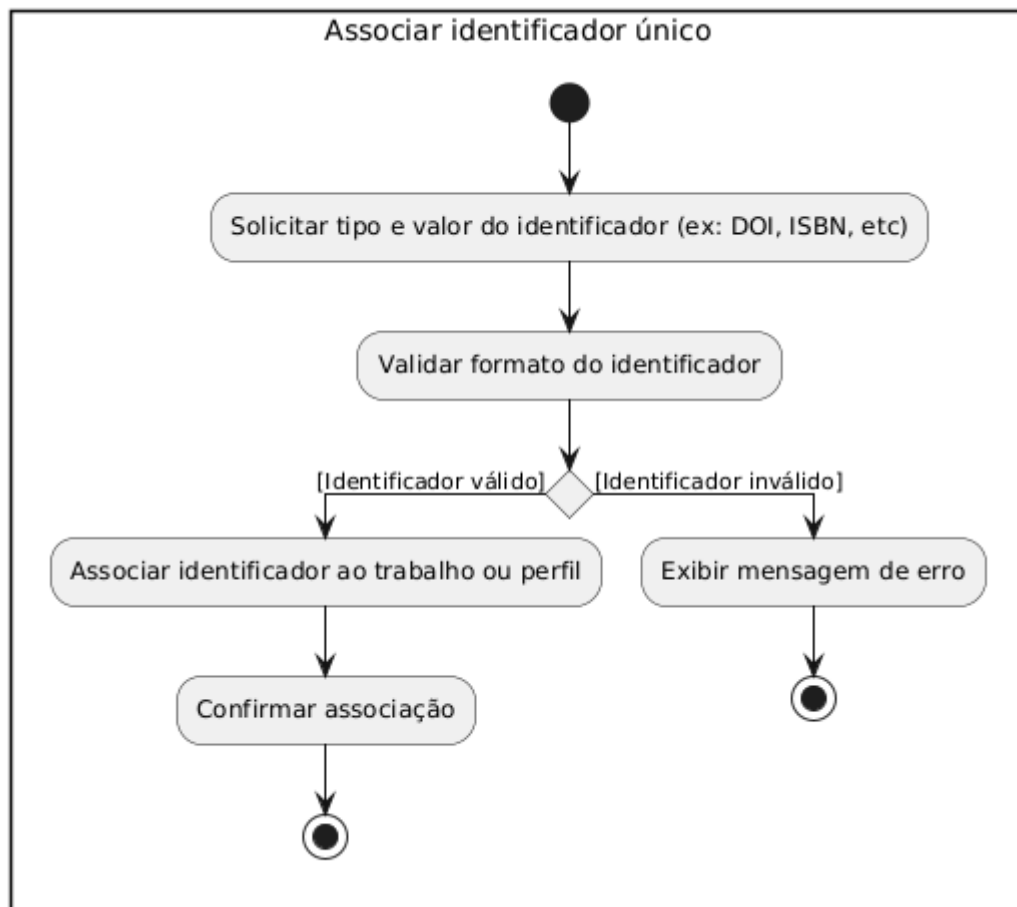 Associar identificador único
Solicitar tipo e valor do identificador (ex: DOI, ISBN, etc)
Validar formato do identificador
[Identificador válido]
[Identificador inválido]
Associar identificador ao trabalho ou perfil
Exibir mensagem de erro
Confirmar associação